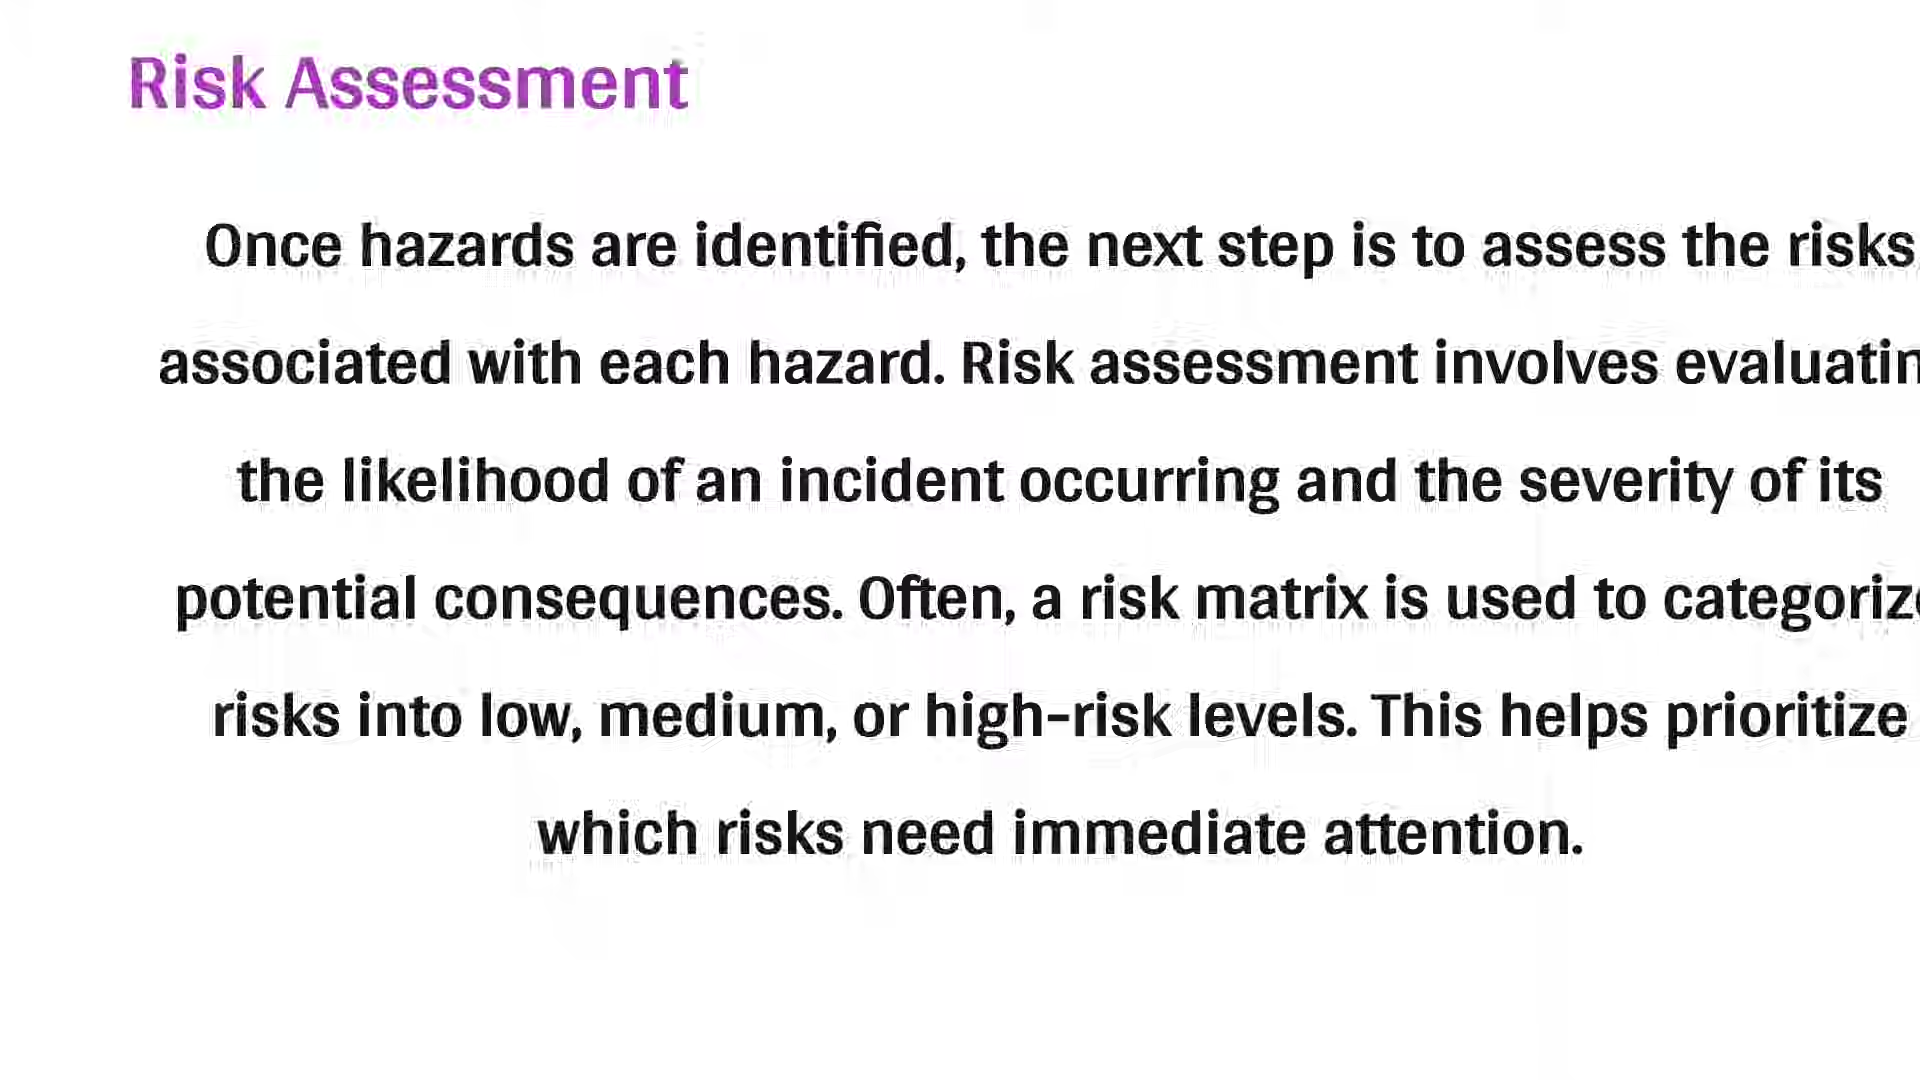 Risk Assessment
Once hazards are identified, the next step is to assess the risks
associated with each hazard. Risk assessment involves evaluatin
the likelihood of an incident occurring and the severity of its
potential consequences. Often, a risk matrix is used to categorize
risks into low, medium, or high-risk levels. This helps prioritize
which risks need immediate attention.